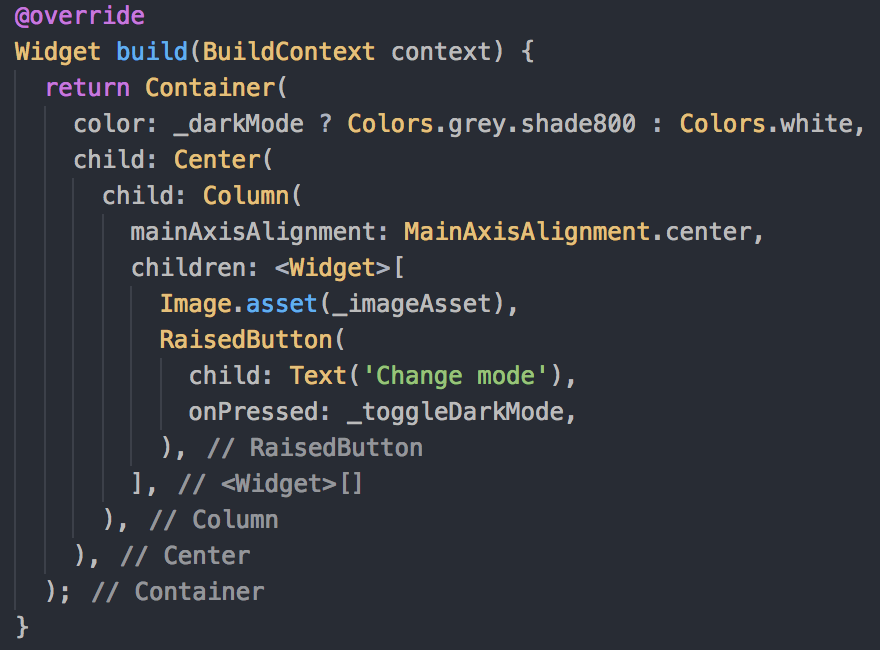 @override
Widget build(BuildContext context) {
  return Container(
    color: _darkMode ? Colors.grey.shade800 : Colors.white,
    child: Center(
      child: Column(
        mainAxisAlignment: MainAxisAlignment.center,
        children: <Widget>[
          Image.asset(_imageAsset),
          RaisedButton(
            child: Text('Change mode'),
            onPressed: _toggleDarkMode,
          ), // RaisedButton
        ], // <Widget>[]
      ), // Column
    ), // Center
  ); // Container
}